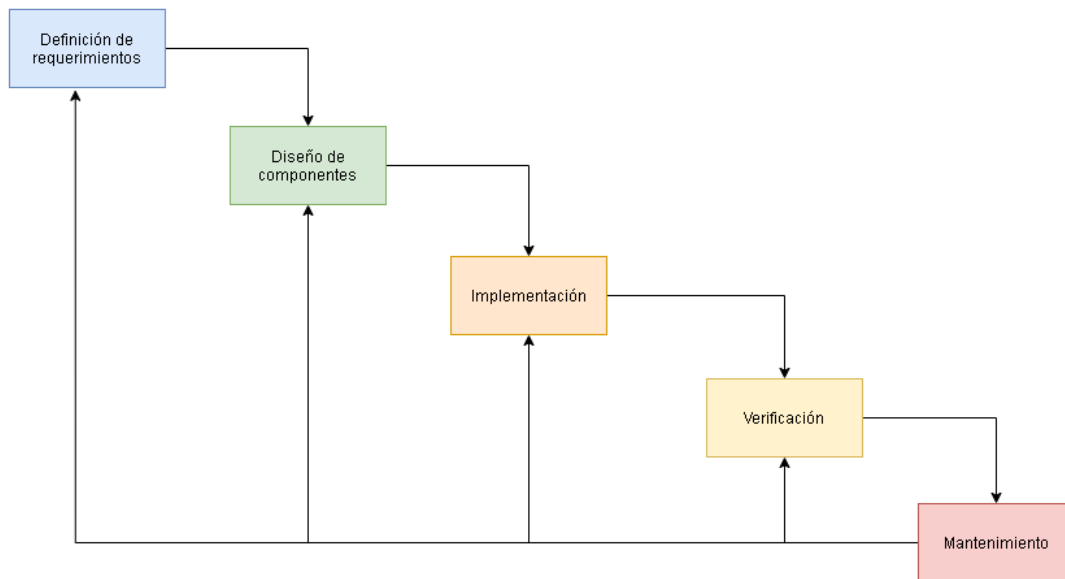 Definición de
requerimientos
Diseño de
componentes
Implementación
Verificación
Mantenimiento